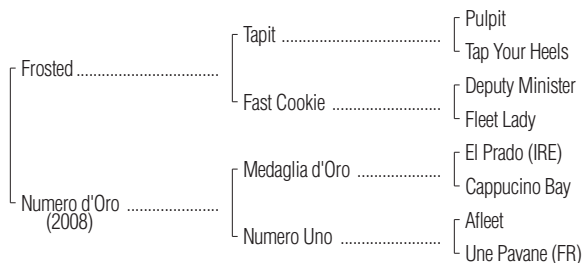 Pulpit
Tapit ................................
Tap Your Heels
Frosted .............................
Deputy Minister
Fast Cookie ......................
Fleet Lady
El Prado (IRE)
Medaglia d'Oro .................
Cappucino Bay
Numero d'Oro ...................
(2008)
Afleet
Numero Uno .....................
Une Pavane (FR)